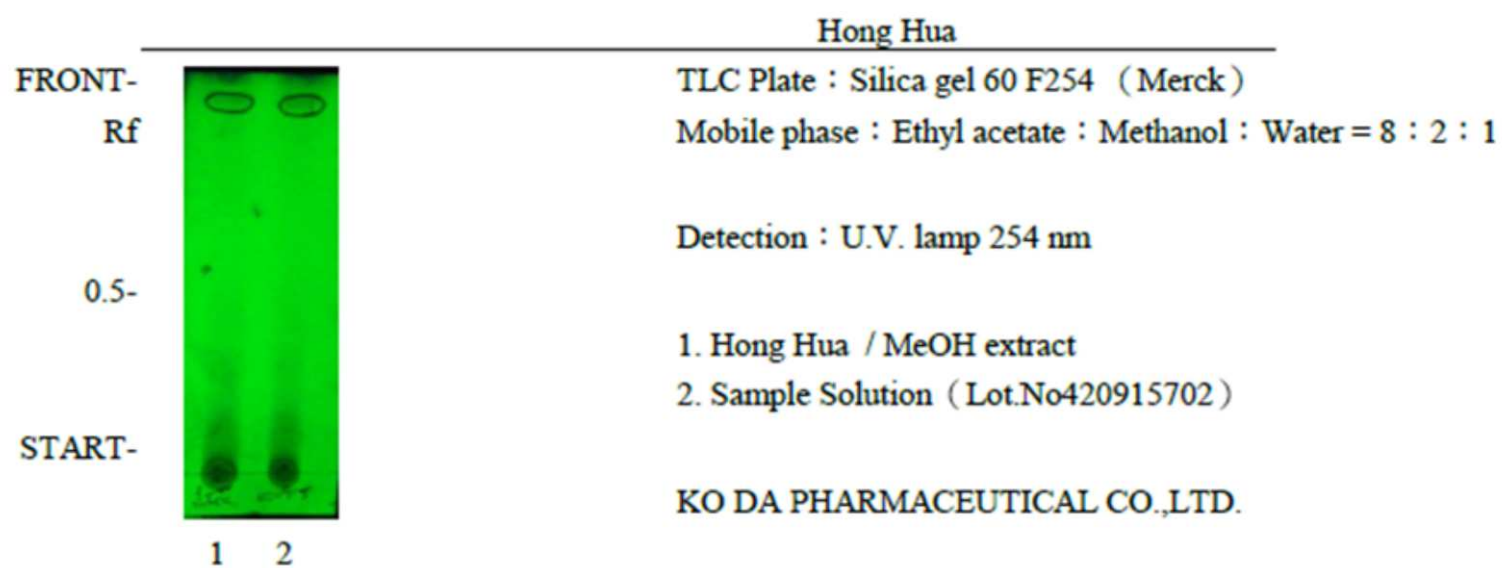 Hong Hua
FRONT-
TLC Plate：Silica gel 60 F254 （Merck）
Rf
Mobile phase：Ethyl acetate：Methanol：Water = 8：2：1
Detection：U.V. lamp 254 nm
0.5-
1. Hong Hua / MeOH extract
2. Sample Solution（Lot.No420915702）
START-
KO DA PHARMACEUTICAL CO.,LTD.
1 2